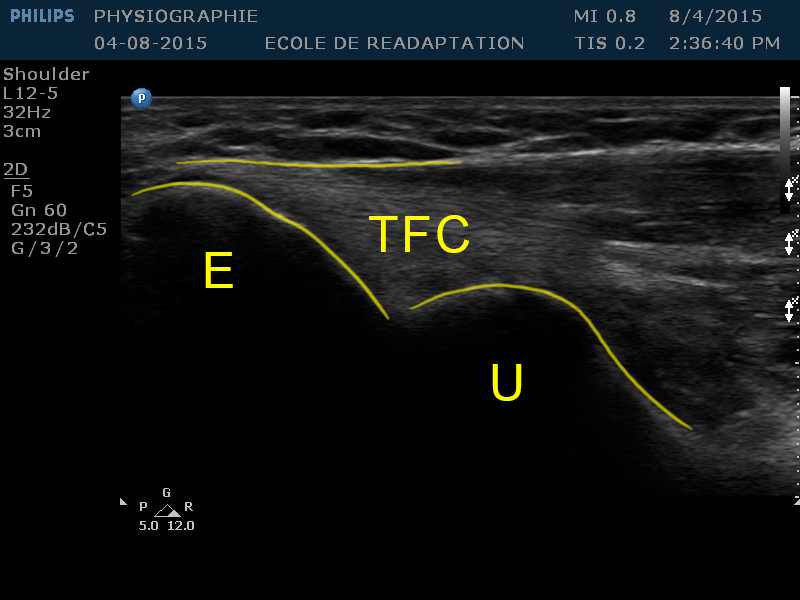 PHILIPS PHYSIOGRAPHIE MI 0.8 8/4/2015
04-08-2015 ECOLE DE READAPTATION TIS 0.2 2:36:40 PM
Shoulder
L12-5
32Hz
3cm
2D
F5
Gn 60
232dB/C5
G/3/2
P
TFC
E
U
G
P R
5.0 12.0